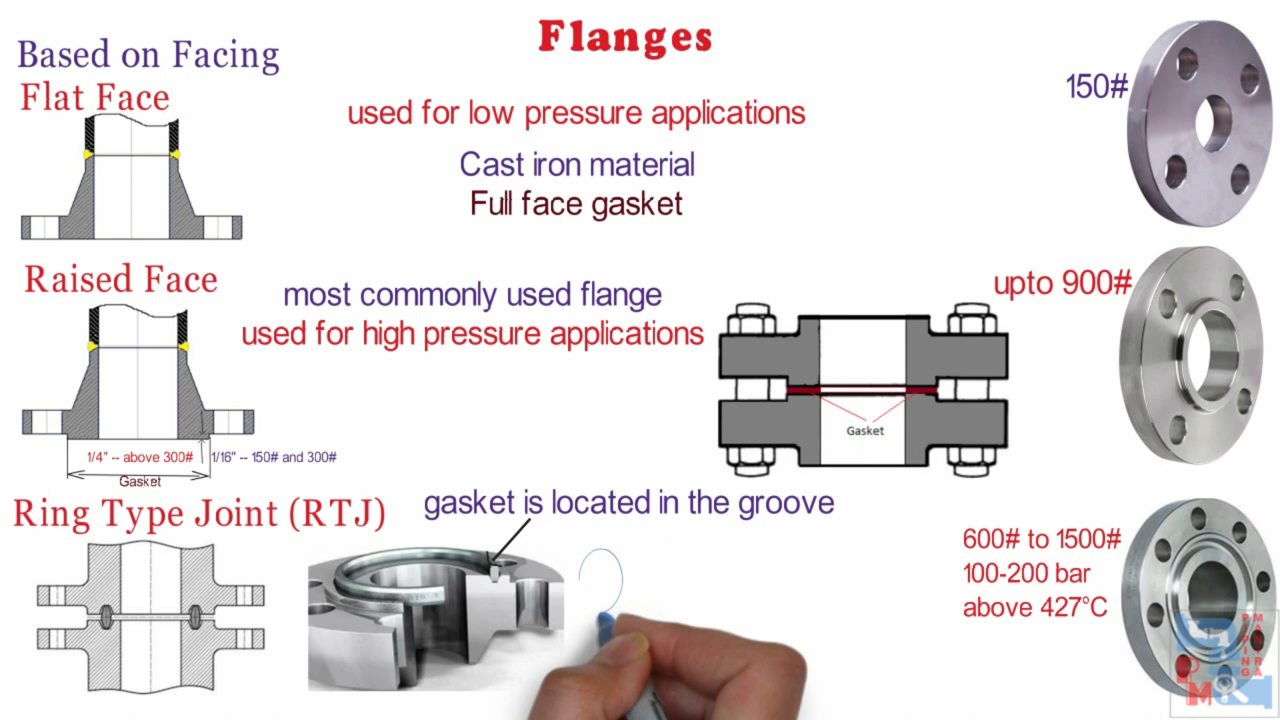 Flanges
Based on Facing
Flat Face
used for low pressure applications
Cast iron material
Full face gasket
150#
Raised Face
most commonly used flange
used for high pressure applications
upto 900#
Gasket
1/4" -- above 300#
1/16" -- 150# and 300#
Gasket
Ring Type Joint (RTJ)
gasket is located in the groove
600# to 1500#
100-200 bar
above 427°C
PIPING
MANTRA
PM